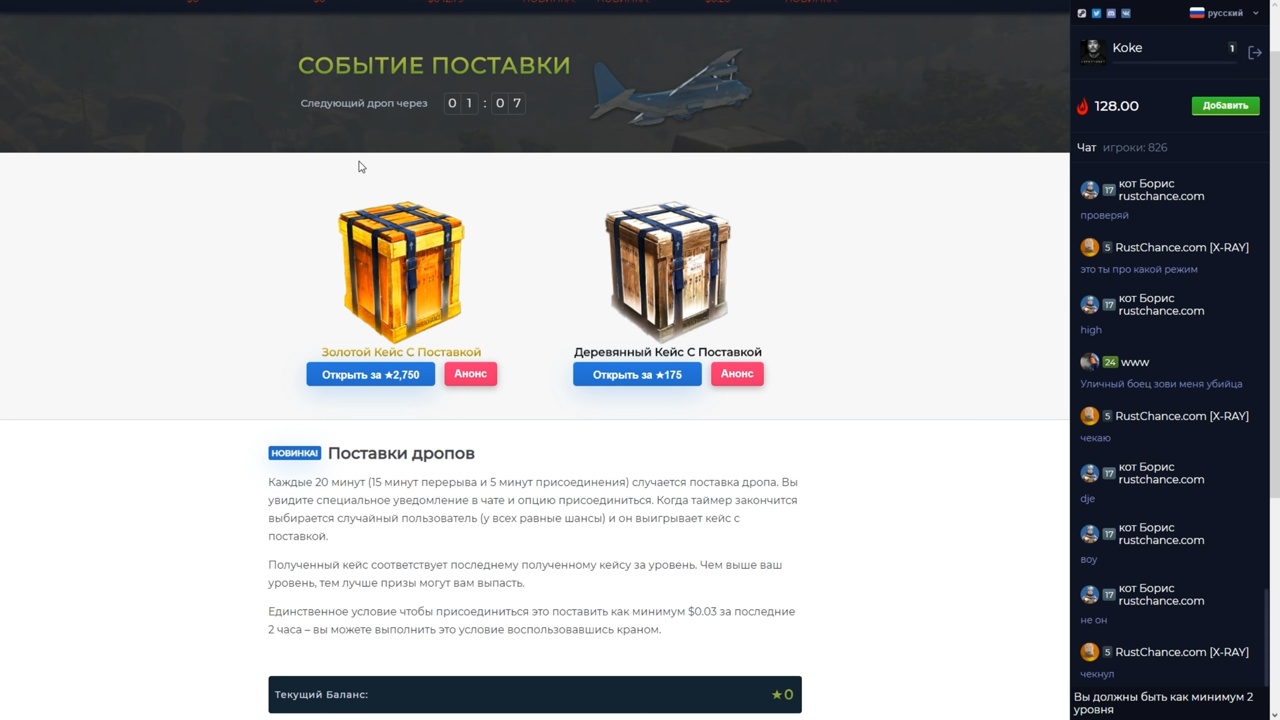 СОБЫТИЕ ПОСТАВКИ
Следующий дроп через 01:07
Золотой Кейс С Поставкой
Открыть за ★2,750
Анонс
Деревянный Кейс С Поставкой
Открыть за ★175
Анонс
НОВИНКА! Поставки дропов
Каждые 20 минут (15 минут перерыва и 5 минут присоединения) случается поставка дропа. Вы
увидите специальное уведомление в чате и опцию присоединиться. Когда таймер закончится
выбирается случайный пользователь (у всех равные шансы) и он выигрывает кейс с
поставкой.
Полученный кейс соответствует последнему полученному кейсу за уровень. Чем выше ваш
уровень, тем лучше призы могут вам выпасть.
Единственное условие чтобы присоединиться это поставить как минимум $0.03 за последние
2 часа – вы можете выполнить это условие воспользовавшись краном.
Текущий Баланс: ★0
русский
Koke 1
128.00 Добавить
Чат игроки: 826
17 кот Борис
rustchance.com
проверяй
5 RustChance.com [X-RAY]
это ты про какой режим
17 кот Борис
rustchance.com
high
24 www
Уличный боец зови меня убийца
5 RustChance.com [X-RAY]
чекаю
17 кот Борис
rustchance.com
dje
17 кот Борис
rustchance.com
воу
17 кот Борис
rustchance.com
не он
5 RustChance.com [X-RAY]
чекнул
Вы должны быть как минимум 2
уровня